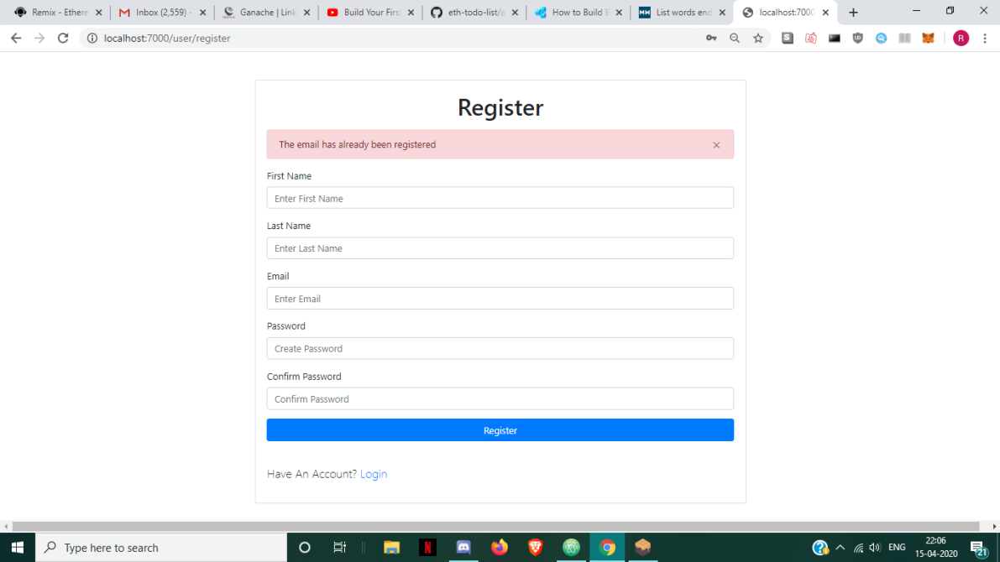 Remix - Ethere
Inbox (2,559) -
Ganache | Link
Build Your First
eth-todo-list/a
How to Build E
List words end
localhost:7000
localhost:7000/user/register
R
Register
The email has already been registered
First Name
Enter First Name
Last Name
Enter Last Name
Email
Enter Email
Password
Create Password
Confirm Password
Confirm Password
Register
Have An Account? Login
Type here to search
ENG
22:06
15-04-2020
21